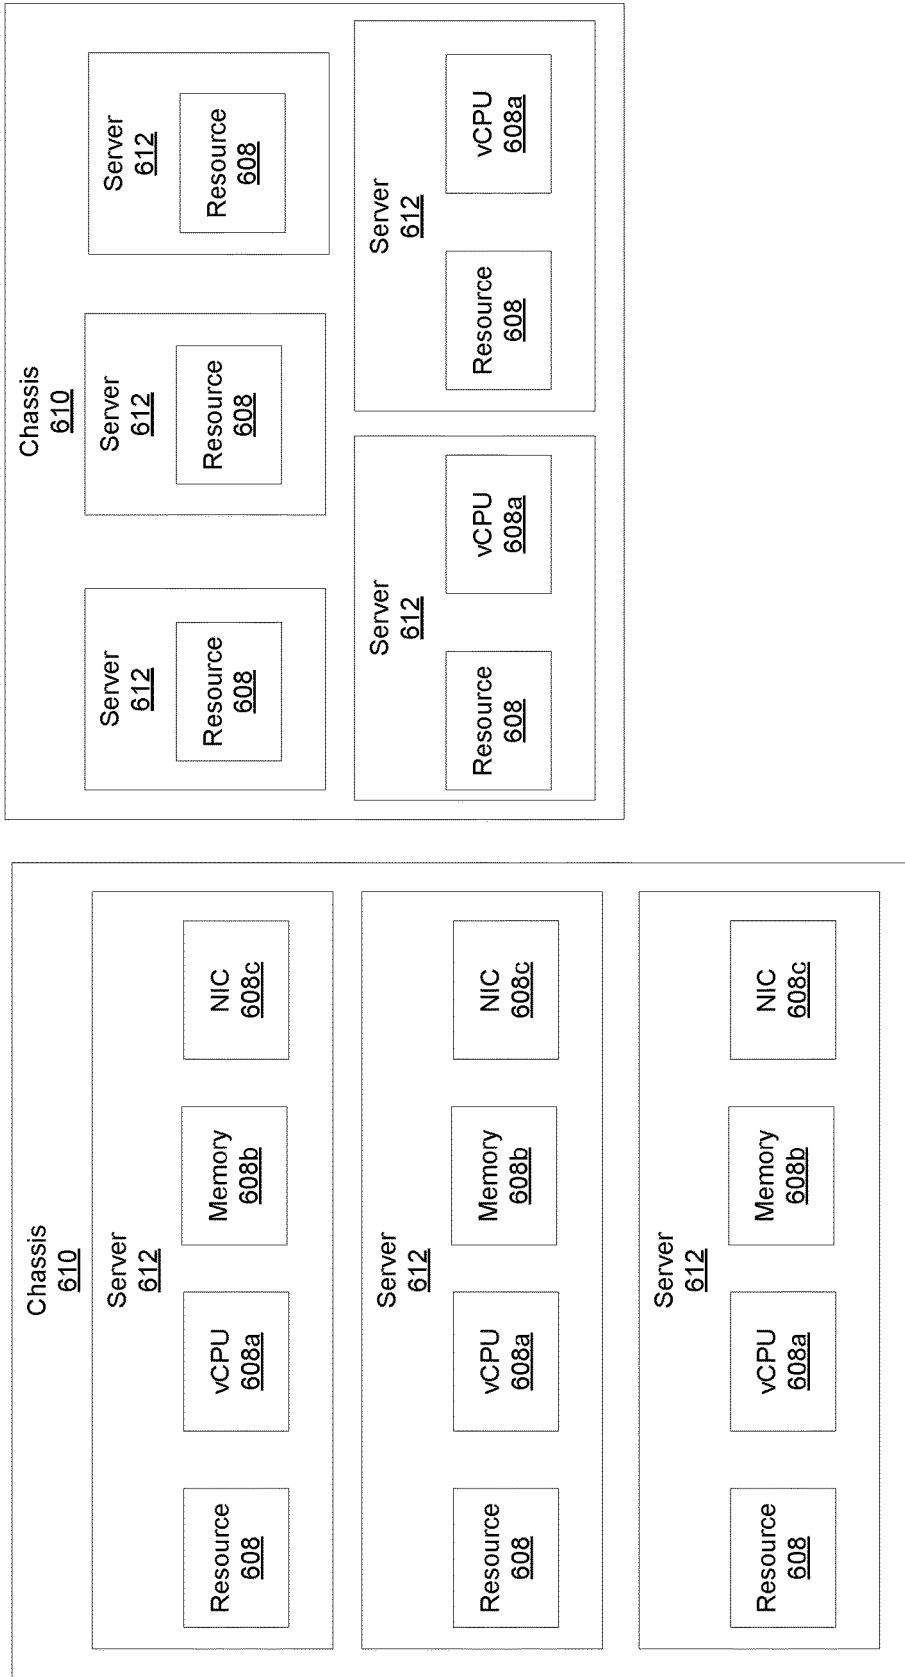 Chassis
610
Server
612
Resource
608
vCPU
608a
Memory
608b
NIC
608c
Server
612
Resource
608
vCPU
608a
Memory
608b
NIC
608c
Server
612
Resource
608
vCPU
608a
Memory
608b
NIC
608c
Chassis
610
Server
612
Resource
608
Server
612
Resource
608
Server
612
Resource
608
Server
612
Resource
608
vCPU
608a
Server
612
Resource
608
vCPU
608a